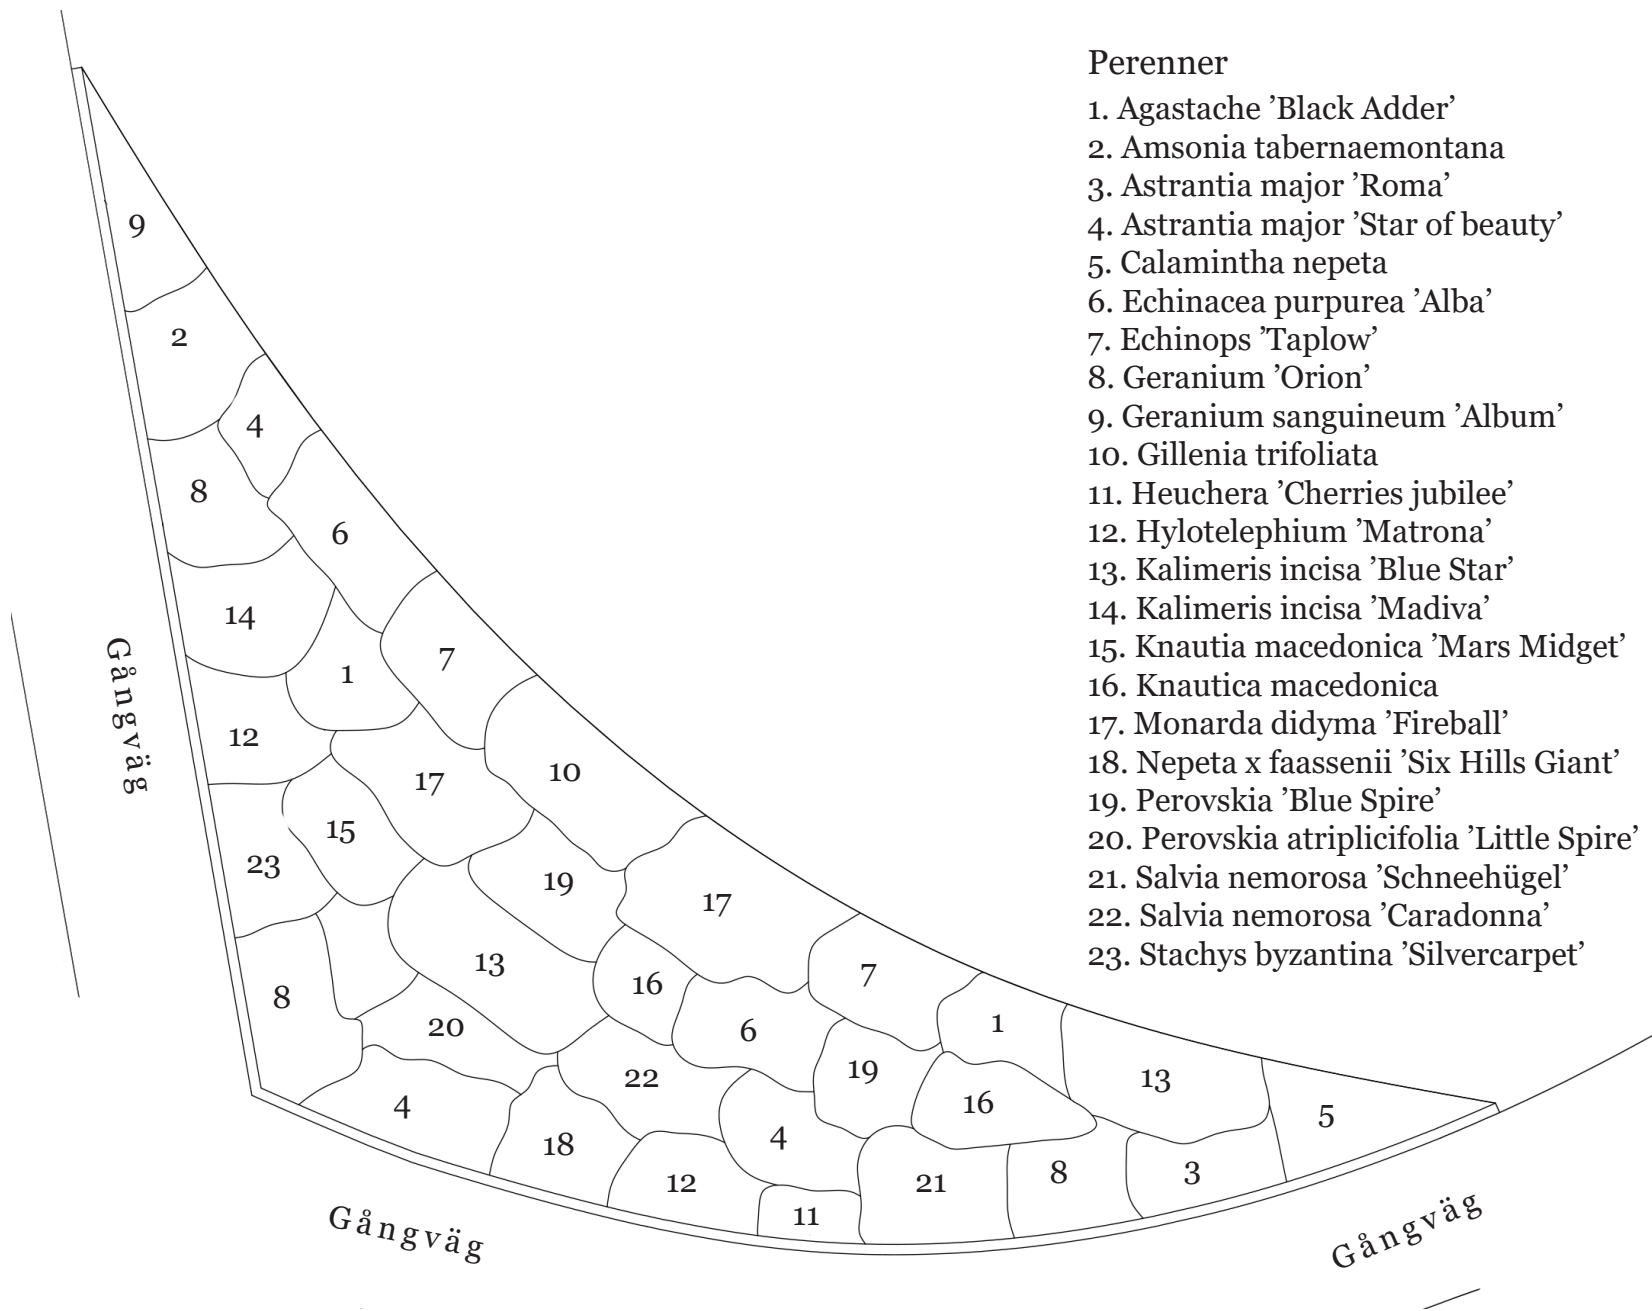 Perenner
1. Agastache ’Black Adder’
2. Amsonia tabernaemontana
3. Astrantia major ’Roma’
4. Astrantia major ’Star of beauty’
5. Calamintha nepeta
6. Echinacea purpurea ’Alba’
7. Echinops ’Taplow’
8. Geranium ’Orion’
9. Geranium sanguineum ’Album’
10. Gillenia trifoliata
11. Heuchera ’Cherries jubilee’
12. Hylotelephium ’Matrona’
13. Kalimeris incisa ’Blue Star’
14. Kalimeris incisa ’Madiva’
15. Knautia macedonica ’Mars Midget’
16. Knautica macedonica
17. Monarda didyma ’Fireball’
18. Nepeta x faassenii ’Six Hills Giant’
19. Perovskia ’Blue Spire’
20. Perovskia atriplicifolia ’Little Spire’
21. Salvia nemorosa ’Schneehügel’
22. Salvia nemorosa ’Caradonna’
23. Stachys byzantina ’Silvercarpet’
9
2
4
8
6
14
7
1
12
10
17
15
23
19
17
13
7
16
8
1
20
6
19
22
13
16
4
5
4
18
3
8
12
21
11
Gångväg
Gångväg
Gångväg